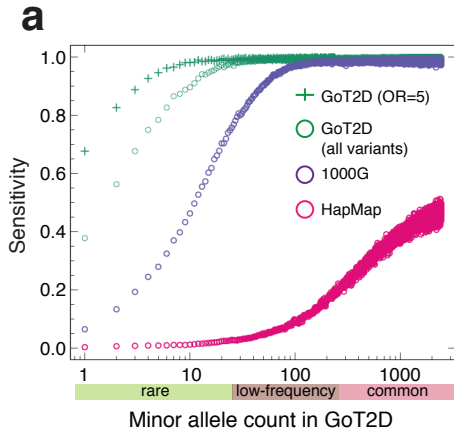 a
1.0
0.8
0.6
0.4
0.2
0.0
Sensitivity
GoT2D (OR=5)
GoT2D
(all variants)
1000G
HapMap
1 10 100 1000
rare low-frequency common
Minor allele count in GoT2D